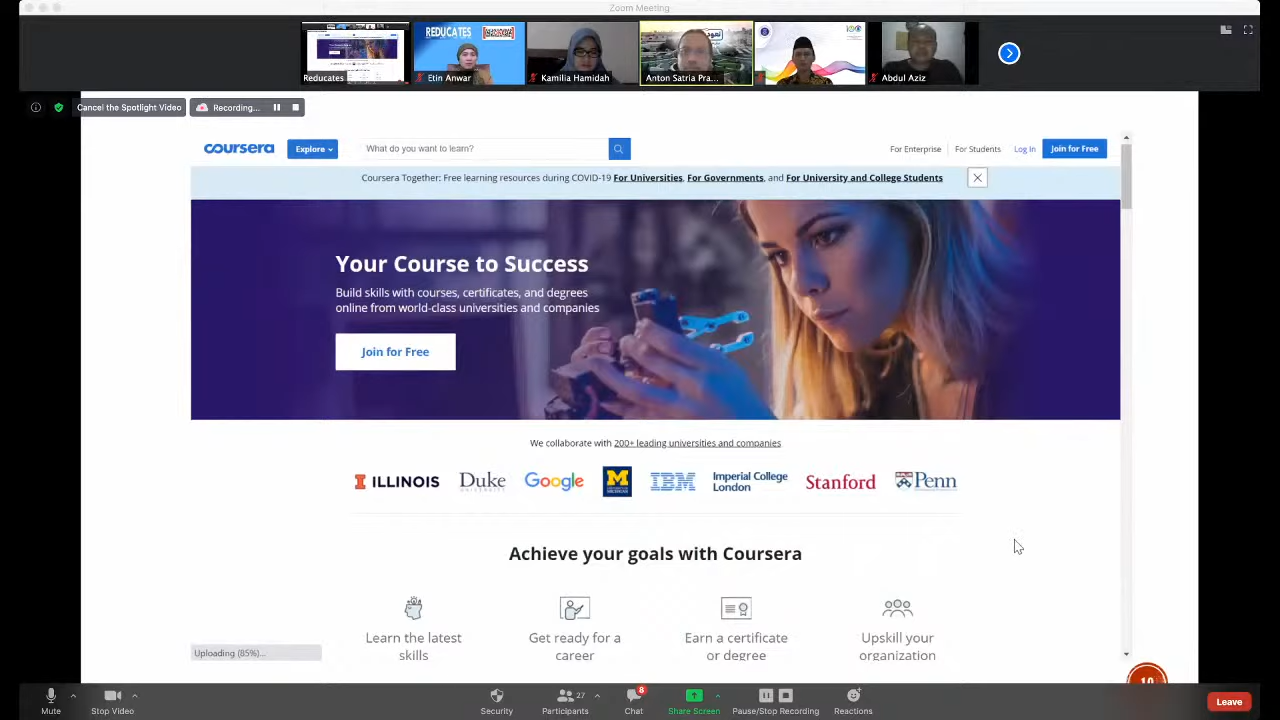 Zoom Meeting
REDUCATES
Reducates
Etin Anwar
Kamilia Hamidah
Anton Satria Pra...
Abdul Aziz
Cancel the Spotlight Video
Recording...
coursera
Explore
What do you want to learn?
For Enterprise
For Students
Log In
Join for Free
Coursera Together: Free learning resources during COVID-19 For Universities, For Governments, and For University and College Students
Your Course to Success
Build skills with courses, certificates, and degrees
online from world-class universities and companies
Join for Free
We collaborate with 200+ leading universities and companies
ILLINOIS
Duke
UNIVERSITY
Google
M
IBM
Imperial College
London
Stanford
Penn
Achieve your goals with Coursera
Learn the latest
skills
Get ready for a
career
Earn a certificate
or degree
Upskill your
organization
Uploading (85%)...
10
Mute
Stop Video
Security
27
Participants
8
Chat
Share Screen
Pause/Stop Recording
Reactions
Leave